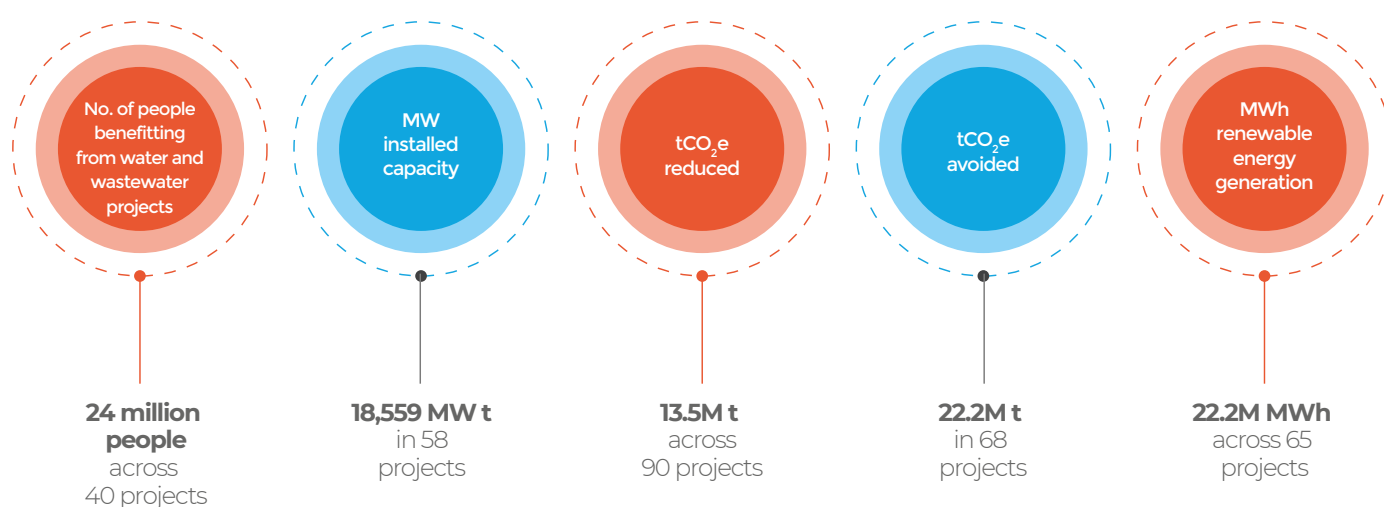 No. of people
benefitting
from water and
wastewater
projects
24 million
people
across
40 projects
MW
installed
capacity
18,559 MW t
in 58
projects
tCO₂e
reduced
13.5M t
across
90 projects
tCO₂e
avoided
22.2M t
in 68
projects
MWh
renewable
energy
generation
22.2M MWh
across 65
projects